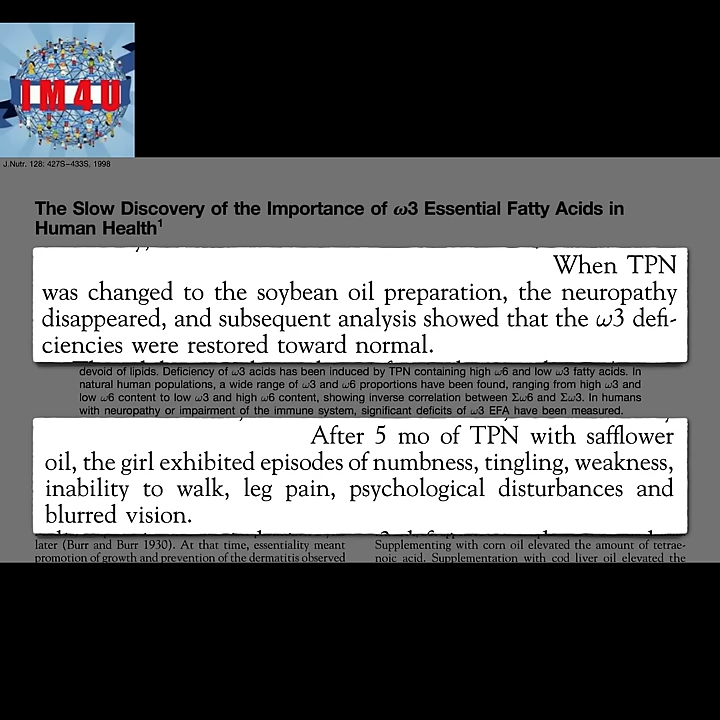 IM4U
J.Nutr. 128: 427S–433S, 1998
The Slow Discovery of the Importance of ω3 Essential Fatty Acids in
Human Health¹
When TPN
was changed to the soybean oil preparation, the neuropathy
disappeared, and subsequent analysis showed that the ω3 defi-
ciencies were restored toward normal.
devoid of lipids. Deficiency of ω3 acids has been induced by TPN containing high ω6 and low ω3 fatty acids. In
natural human populations, a wide range of ω3 and ω6 proportions have been found, ranging from high ω3 and
low ω6 content to low ω3 and high ω6 content, showing inverse correlation between Σω6 and Σω3. In humans
with neuropathy or impairment of the immune system, significant deficits of ω3 EFA have been measured.
After 5 mo of TPN with safflower
oil, the girl exhibited episodes of numbness, tingling, weakness,
inability to walk, leg pain, psychological disturbances and
blurred vision.
later (Burr and Burr 1930). At that time, essentiality meant
promotion of growth and prevention of the dermatitis observed
Supplementing with corn oil elevated the amount of tetrae-
noic acid. Supplementation with cod liver oil elevated the